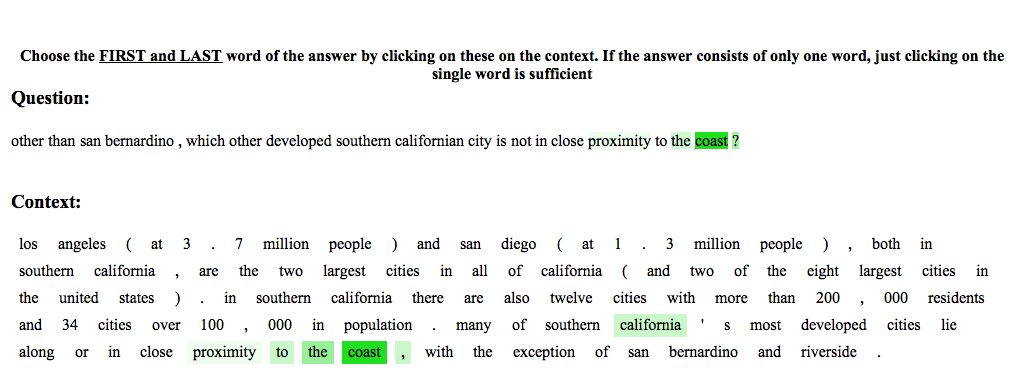 Choose the FIRST and LAST word of the answer by clicking on these on the context. If the answer consists of only one word, just clicking on the
single word is sufficient
Question:
other than san bernardino , which other developed southern californian city is not in close proximity to the coast ?
Context:
los angeles ( at 3 . 7 million people ) and san diego ( at 1 . 3 million people ) , both in
southern california , are the two largest cities in all of california ( and two of the eight largest cities in
the united states ) . in southern california there are also twelve cities with more than 200 , 000 residents
and 34 cities over 100 , 000 in population . many of southern california ' s most developed cities lie
along or in close proximity to the coast , with the exception of san bernardino and riverside .